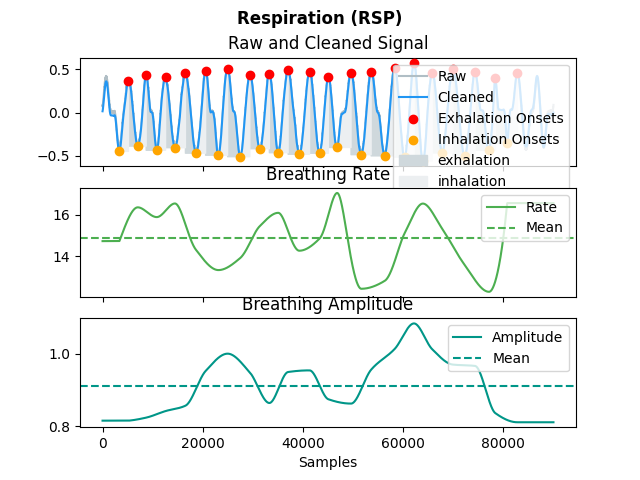 Respiration (RSP)
Raw and Cleaned Signal
0.5
0.0
−0.5
Raw
Cleaned
Exhalation Onsets
Inhalation Onsets
exhalation
inhalation
Breathing Rate
16
14
Rate
Mean
Breathing Amplitude
1.0
0.8
Amplitude
Mean
0
20000
40000
60000
80000
Samples